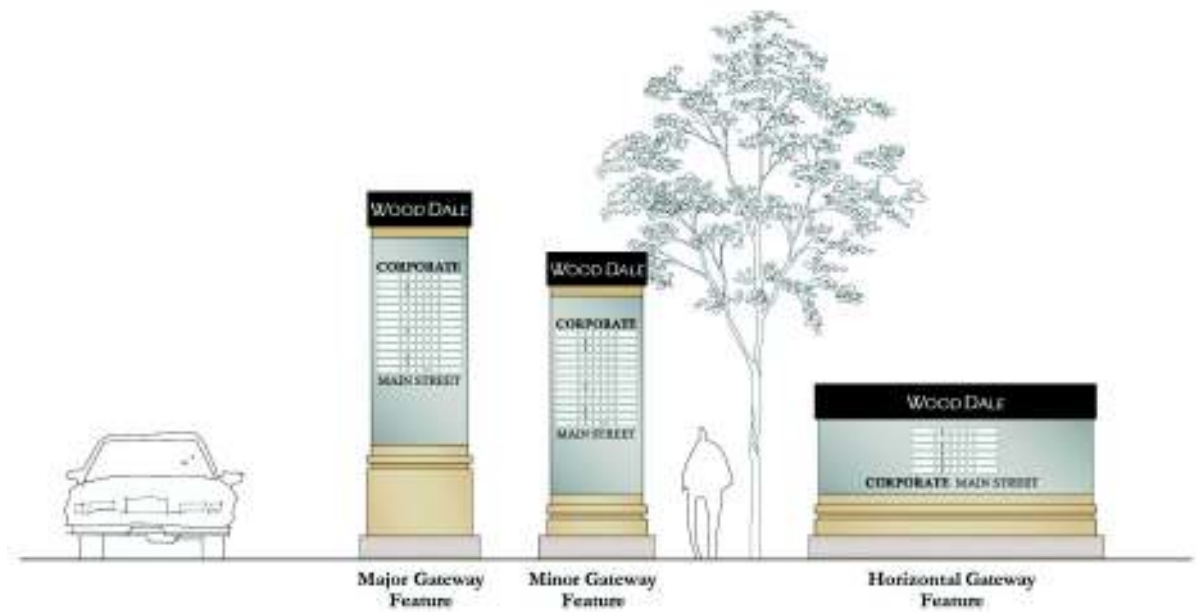 WOOD DALE
CORPORATE
MAIN STREET
WOOD DALE
CORPORATE
MAIN STREET
WOOD DALE
CORPORATE MAIN STREET
Major Gateway
Feature
Minor Gateway
Feature
Horizontal Gateway
Feature